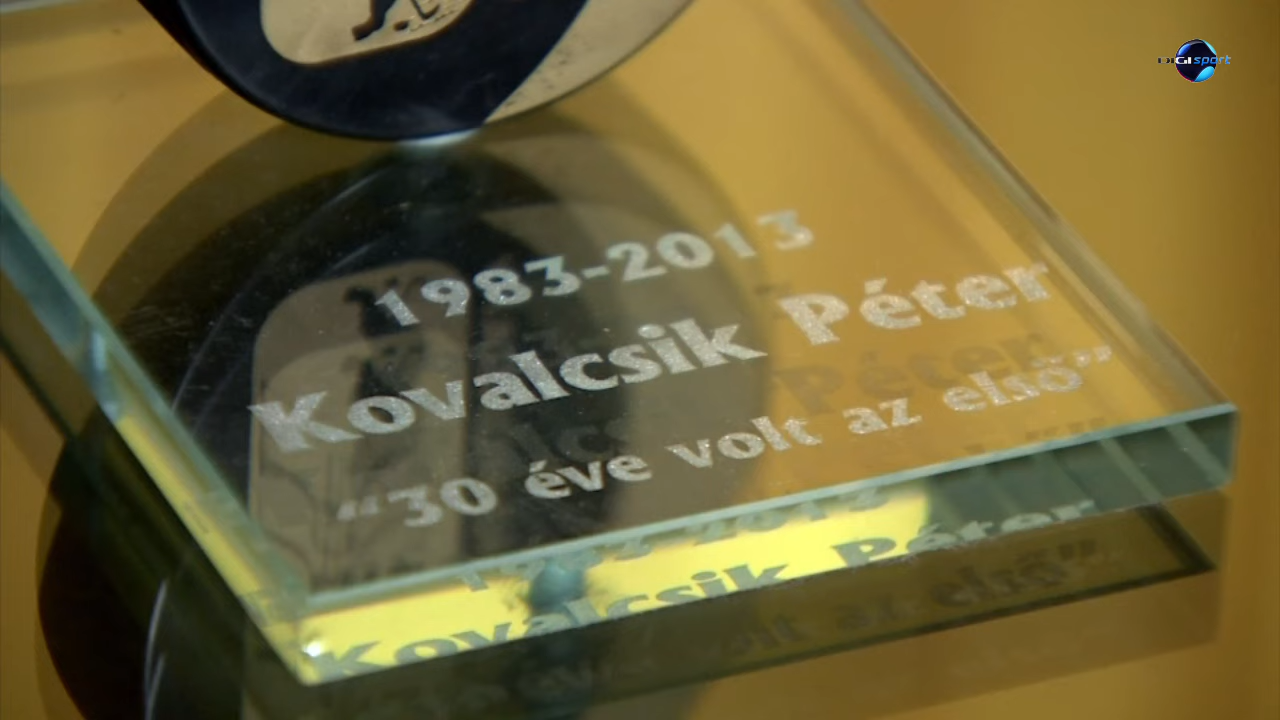 DIGI sport
1983-2013
Kovalcsik Péter
“30 éve volt az első”